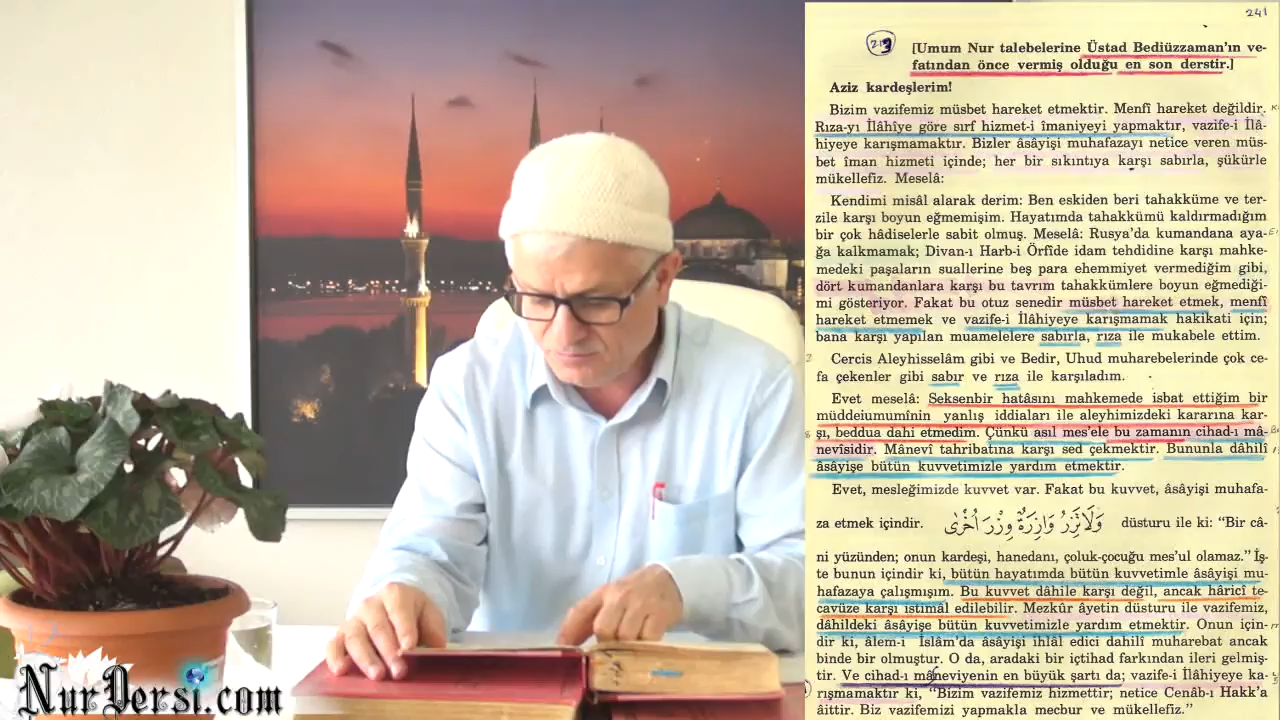 241
213
[Umum Nur talebelerine Üstad Bediüzzaman'ın ve-
fatından önce vermiş olduğu en son derstir.]
Aziz kardeşlerim!
Bizim vazifemiz müsbet hareket etmektir. Menfî hareket değildir.
Rıza-yı İlâhîye göre sırf hizmet-i îmaniyeyi yapmaktır, vazife-i İlâ-
hiyeye karışmamaktır. Bizler âsâyişi muhafazayı netice veren müs-
bet îman hizmeti içinde; her bir sıkıntıya karşı sabırla, şükürle
mükellefiz. Meselâ:
Kendimi misâl alarak derim: Ben eskiden beri tahakküme ve ter-
zile karşı boyun eğmemişim. Hayatımda tahakkümü kaldırmadığım
bir çok hâdiselerle sabit olmuş. Meselâ: Rusya'da kumandana aya-
ğa kalkmamak; Divan-ı Harb-i Örfîde idam tehdidine karşı mahke-
medeki paşaların suallerine beş para ehemmiyet vermediğim gibi,
dört kumandanlara karşı bu tavrım tahakkümlere boyun eğmediği-
mi gösteriyor. Fakat bu otuz senedir müsbet hareket etmek, menfî
hareket etmemek ve vazife-i İlâhiyeye karışmamak hakikati için;
bana karşı yapılan muamelelere sabırla, rıza ile mukabele ettim.
Cercis Aleyhisselâm gibi ve Bedir, Uhud muharebelerinde çok ce-
fa çekenler gibi sabır ve rıza ile karşıladım.
Evet meselâ: Seksenbir hatâsını mahkemede isbat ettiğim bir
müddeiumumînin yanlış iddiaları ile aleyhimizdeki kararına kar-
şı, beddua dahi etmedim. Çünkü asıl mes'ele bu zamanın cihad-ı mâ-
nevîsidir. Mânevî tahribatına karşı sed çekmektir. Bununla dâhilî
âsâyişe bütün kuvvetimizle yardım etmektir.
Evet, mesleğimizde kuvvet var. Fakat bu kuvvet, âsâyişi muhafa-
za etmek içindir. وَلَا تَزِرُ وَازِرَةٌ وِزْرَ اُخْرٰى düsturu ile ki: "Bir câ-
ni yüzünden; onun kardeşi, hanedanı, çoluk-çocuğu mes'ul olamaz." İş-
te bunun içindir ki, bütün hayatımda bütün kuvvetimle âsâyişi mu-
hafazaya çalışmışım. Bu kuvvet dâhile karşı değil, ancak hâricî te-
cavüze karşı istimâl edilebilir. Mezkûr âyetin düsturu ile vazifemiz,
dâhildeki âsâyişe bütün kuvvetimizle yardım etmektir. Onun için-
dir ki, âlem-i İslâm'da âsâyişi ihlâl edici dahilî muharebat ancak
binde bir olmuştur. O da, aradaki bir içtihad farkından ileri gelmiş-
tir. Ve cihad-ı mâneviyenin en büyük şartı da; vazife-i İlâhiyeye ka-
rışmamaktır ki, "Bizim vazifemiz hizmettir; netice Cenâb-ı Hakk'a
âittir. Biz vazifemizi yapmakla mecbur ve mükellefiz."
NurDersi.com